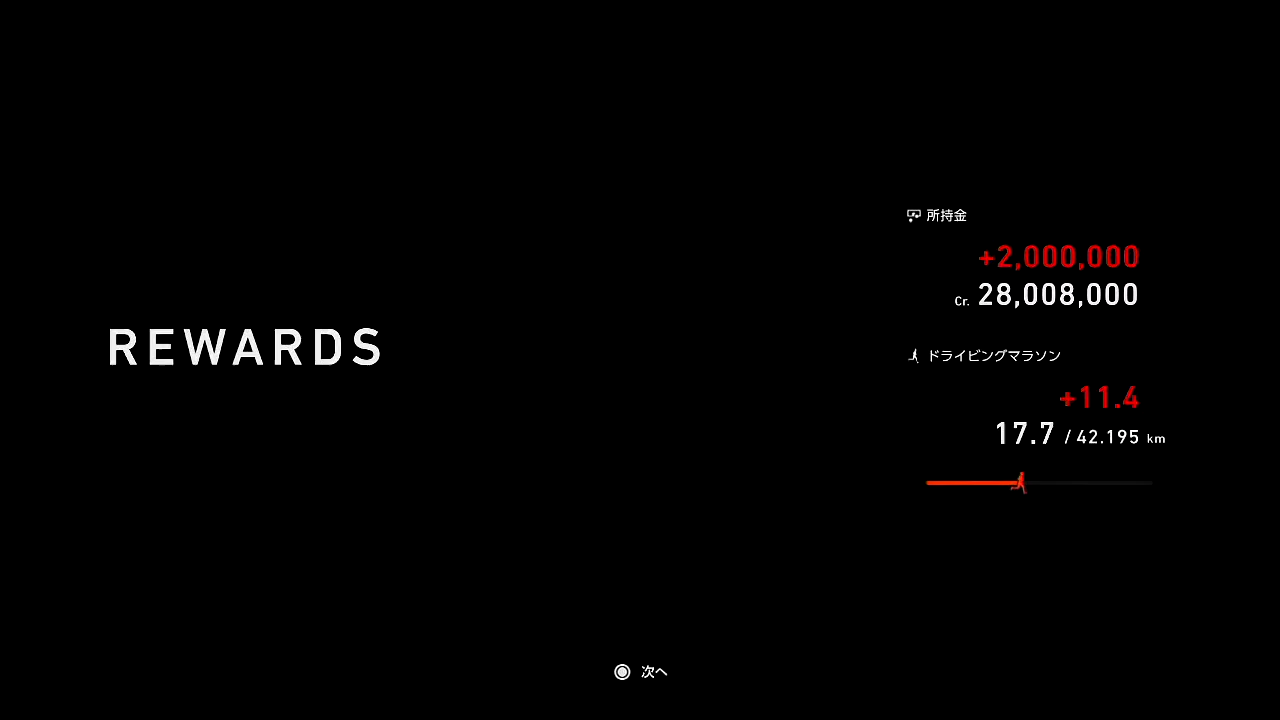 REWARDS
所持金
+2,000,000
Cr. 28,008,000
ドライビングマラソン
+11.4
17.7 / 42.195 km
次へ